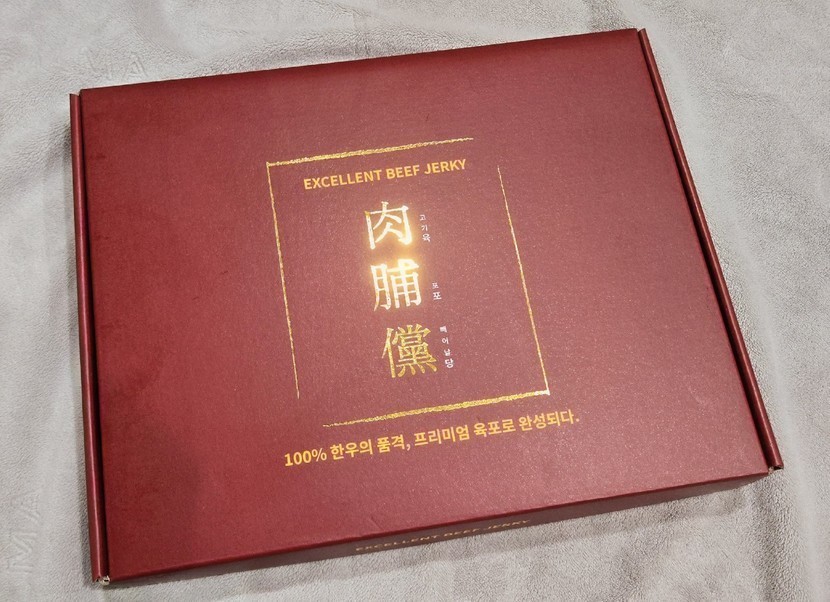 EXCELLENT BEEF JERKY
肉 고기육
脯 포포
儻 빼어날당
100% 한우의 품격, 프리미엄 육포로 완성되다.
EXCELLENT BEEF JERKY